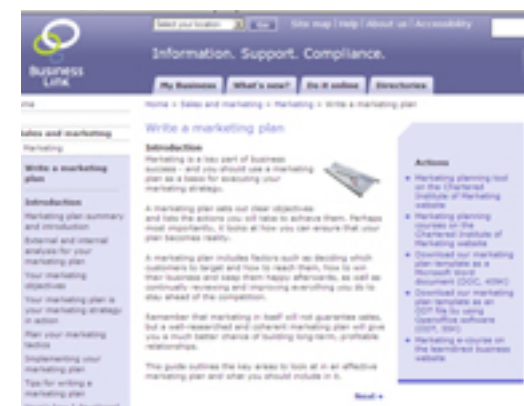 Select your location
Go
Site map | Help | About us | Accessibility
BUSINESS
LINK
Information. Support. Compliance.
My Business
What's new?
Do it online
Directories
Home > Sales and marketing > Marketing > Write a marketing plan
ales and marketing
Marketing
Write a marketing
plan
Introduction
Marketing plan summary
and introduction
External and internal
analysis for your
marketing plan
Your marketing
objectives
Your marketing plan is
your marketing strategy
in action
Plan your marketing
tactics
Implementing your
marketing plan
Tips for writing a
marketing plan
Write a marketing plan
Introduction
Marketing is a key part of business
success - and you should use a marketing
plan as a basis for executing your
marketing strategy.
A marketing plan sets out clear objectives
and lists the actions you will take to achieve them. Perhaps
most importantly, it looks at how you can ensure that your
plan becomes reality.
A marketing plan includes factors such as deciding which
customers to target and how to reach them, how to win
their business and keep them happy afterwards, as well as
continually reviewing and improving everything you do to
stay ahead of the competition.
Remember that marketing in itself will not guarantee sales,
but a well-researched and coherent marketing plan will give
you a much better chance of building long-term, profitable
relationships.
This guide outlines the key areas to look at in an effective
marketing plan and what you should include in it.
Next
Actions
Marketing planning tool
on the Chartered
Institute of Marketing
website
Marketing planning
courses on the
Chartered Institute of
Marketing website
Download our marketing
plan template as a
Microsoft Word
document (DOC,
Download our marketing
plan template as an
ODT file by using
OpenOffice software
(ODT,
Marketing e-course on
the learndirect business
website